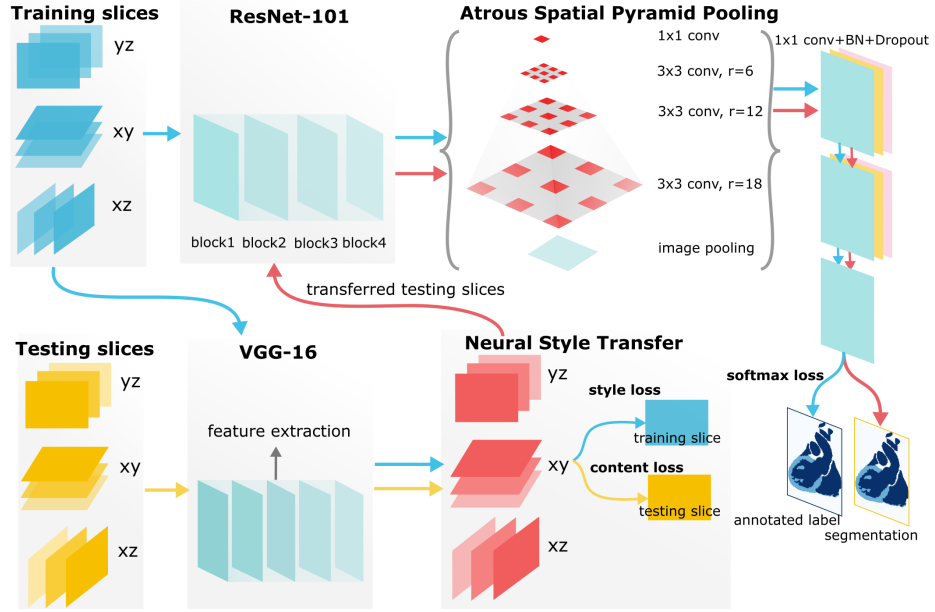 Training slices
ResNet-101
Atrous Spatial Pyramid Pooling
yz
xy
xz
block1
block2
block3
block4
1x1 conv
3x3 conv, r=6
3x3 conv, r=12
3x3 conv, r=18
image pooling
1x1 conv+BN+Dropout
transferred testing slices
Testing slices
VGG-16
Neural Style Transfer
yz
xy
xz
feature extraction
yz
xy
xz
style loss
training slice
content loss
testing slice
softmax loss
annotated label
segmentation